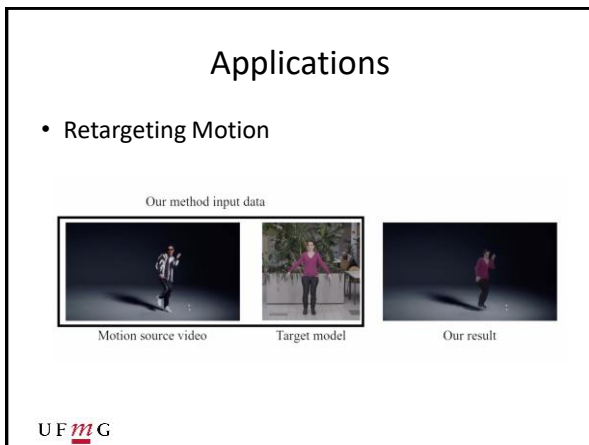 Applications
• Retargeting Motion
Our method input data
Motion source video
Target model
Our result
UFmG